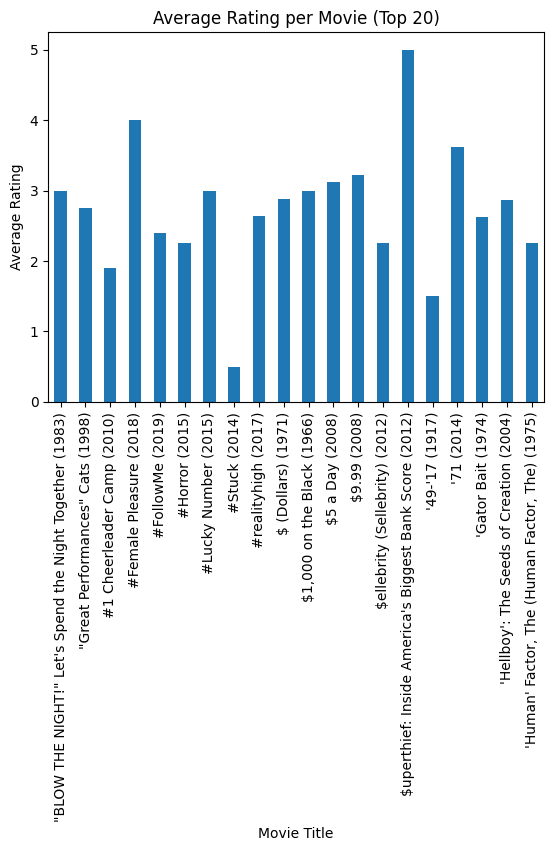 Average Rating per Movie (Top 20)
Average Rating
5
4
3
2
1
0
"BLOW THE NIGHT!" Let's Spend the Night Together (1983)
"Great Performances" Cats (1998)
#1 Cheerleader Camp (2010)
#Female Pleasure (2018)
#FollowMe (2019)
#Horror (2015)
#Lucky Number (2015)
#Stuck (2014)
#realityhigh (2017)
$ (Dollars) (1971)
$1,000 on the Black (1966)
$5 a Day (2008)
$9.99 (2008)
$ellebrity (Sellebrity) (2012)
$uperthief: Inside America's Biggest Bank Score (2012)
'49-'17 (1917)
'71 (2014)
'Gator Bait (1974)
'Hellboy': The Seeds of Creation (2004)
'Human' Factor, The (Human Factor, The) (1975)
Movie Title